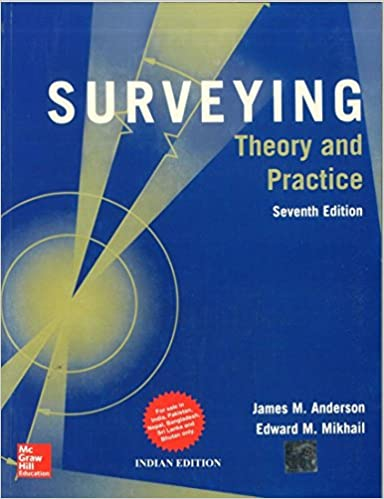 SURVEYING
Theory and
Practice
Seventh Edition
For sale in
India, Pakistan,
Nepal, Bangladesh,
Sri Lanka and
Bhutan only.
James M. Anderson
Edward M. Mikhail
Mc
Graw
Hill
Education
INDIAN EDITION